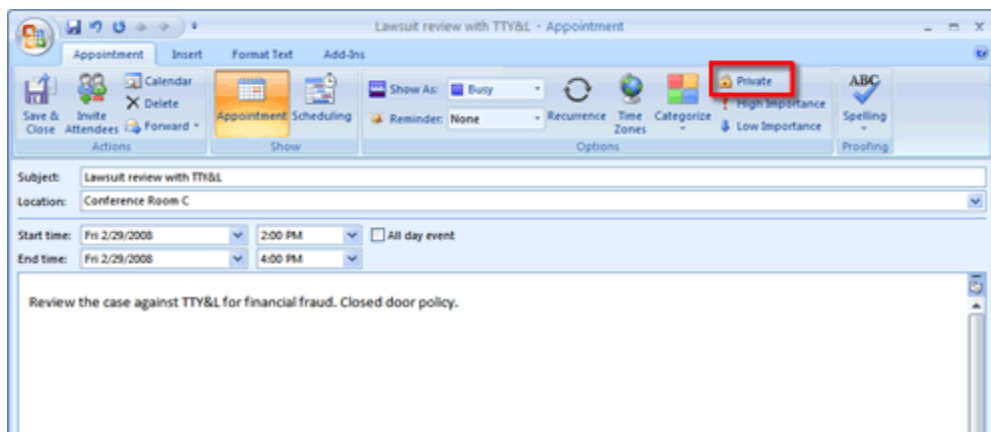 Lawsuit review with TTY&L - Appointment
Appointment Insert Format Text Add-Ins
Save & Close
Invite Attendees
Calendar
Delete
Forward
Actions
Appointment Scheduling
Show
Show As: Busy
Reminder: None
Recurrence
Time Zones
Categorize
Private
High Importance
Low Importance
Options
ABC
Spelling
Proofing
Subject: Lawsuit review with TTY&L
Location: Conference Room C
Start time: Fri 2/29/2008 2:00 PM All day event
End time: Fri 2/29/2008 4:00 PM
Review the case against TTY&L for financial fraud. Closed door policy.